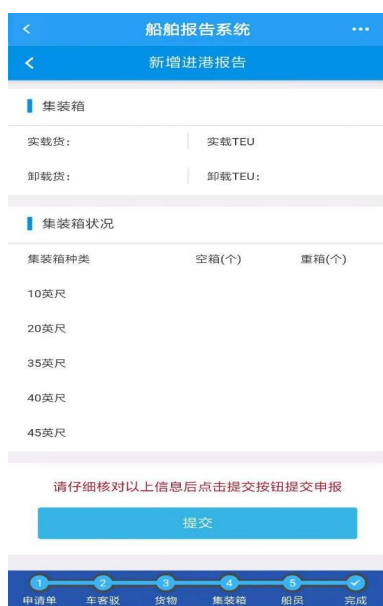 船舶报告系统
新增进港报告
集装箱
实载货: 实载TEU
卸载货: 卸载TEU:
集装箱状况
集装箱种类 空箱(个) 重箱(个)
10英尺
20英尺
35英尺
40英尺
45英尺
请仔细核对以上信息后点击提交按钮提交申报
提交
1 2 3 4 5
申请单 车客驳 货物 集装箱 船员 完成